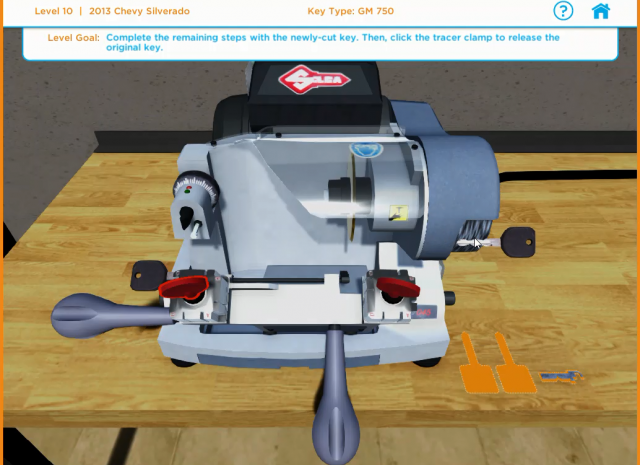 Level 10 | 2013 Chevy Silverado
Key Type: GM 750
?
Level Goal: Complete the remaining steps with the newly-cut key. Then, click the tracer clamp to release the
original key.
SILCA